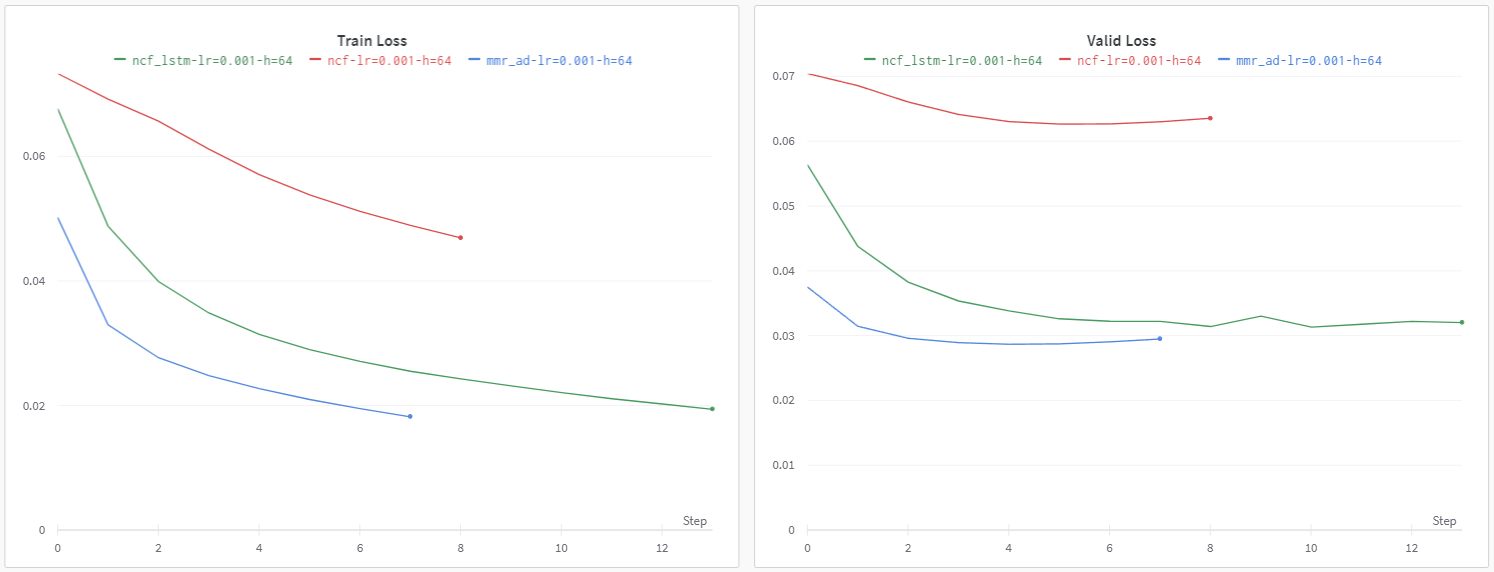 Train Loss
ncf_lstm-lr=0.001-h=64 ncf-lr=0.001-h=64 mmr_ad-lr=0.001-h=64
0.06
0.04
0.02
0
Step
0 2 4 6 8 10 12
Valid Loss
ncf_lstm-lr=0.001-h=64 ncf-lr=0.001-h=64 mmr_ad-lr=0.001-h=64
0.07
0.06
0.05
0.04
0.03
0.02
0.01
0
Step
0 2 4 6 8 10 12